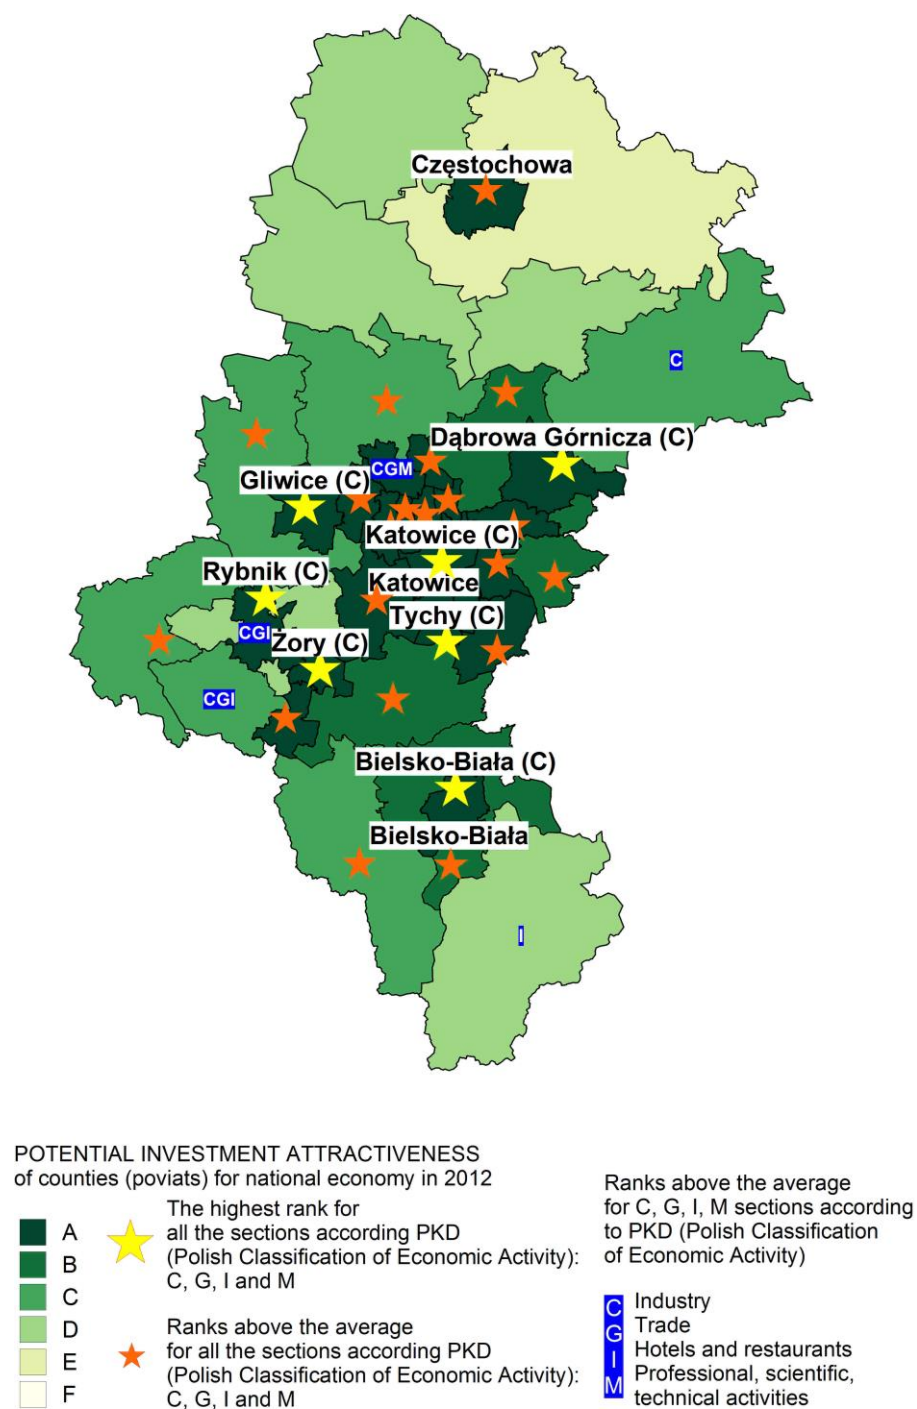 Częstochowa
C
Dąbrowa Górnicza (C)
CGM
Gliwice (C)
Katowice (C)
Rybnik (C)
Katowice
Tychy (C)
CGI
Żory (C)
CGI
Bielsko-Biała (C)
Bielsko-Biała
I
POTENTIAL INVESTMENT ATTRACTIVENESS
of counties (poviats) for national economy in 2012
A
B
C
D
E
F
The highest rank for
all the sections according PKD
(Polish Classification of Economic Activity):
C, G, I and M
Ranks above the average
for all the sections according PKD
(Polish Classification of Economic Activity):
C, G, I and M
Ranks above the average
for C, G, I, M sections according
to PKD (Polish Classification
of Economic Activity)
C Industry
G Trade
I Hotels and restaurants
M Professional, scientific,
technical activities